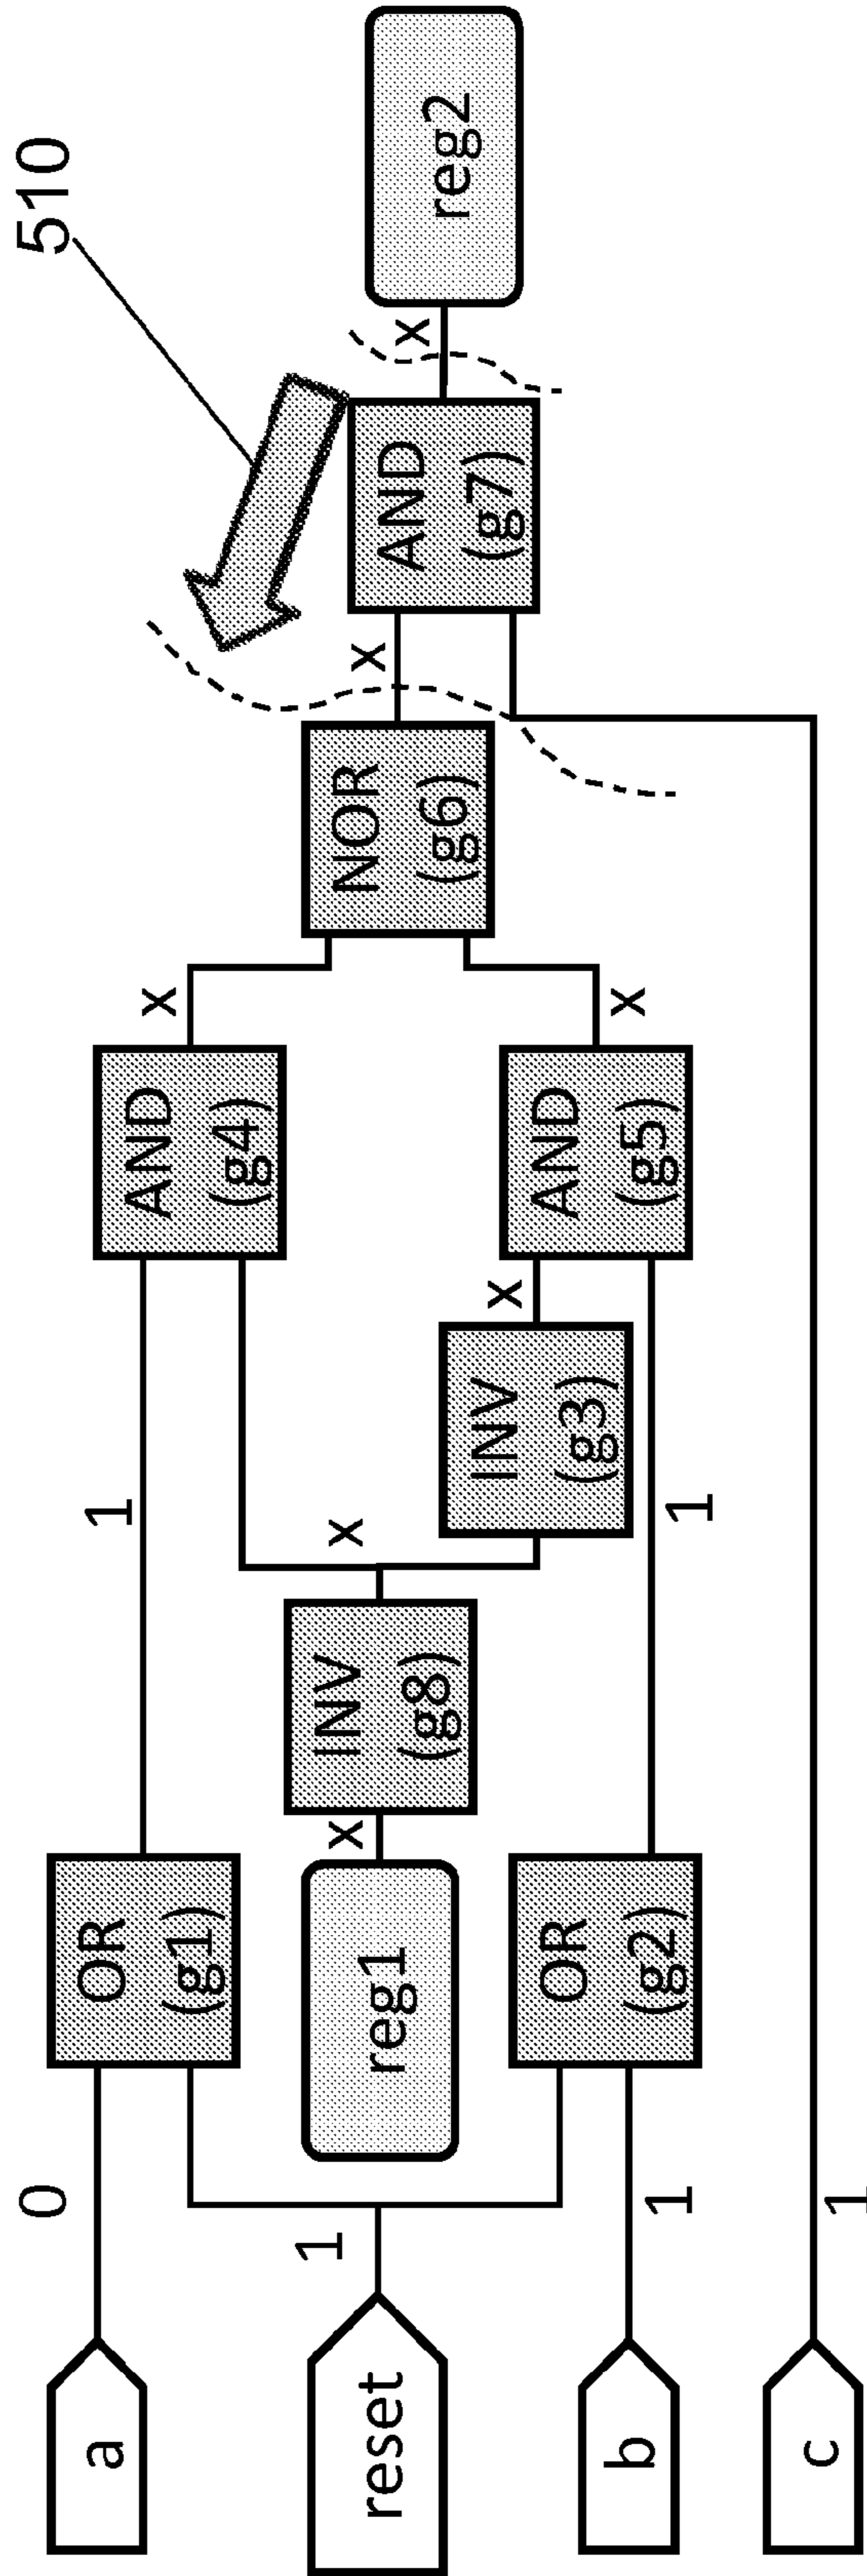 510
a
0
reset
1
b
1
c
1
OR
(g1)
reg1
x
OR
(g2)
INV
(g8)
x
1
1
INV
(g3)
x
AND
(g4)
x
AND
(g5)
x
NOR
(g6)
x
AND
(g7)
x
reg2